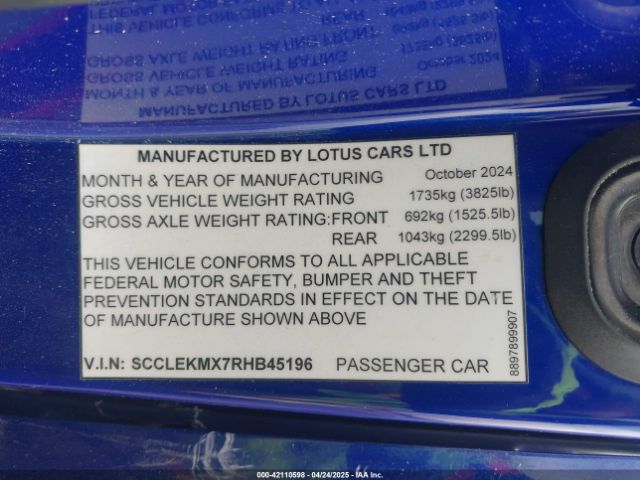 MANUFACTURED BY LOTUS CARS LTD
MONTH & YEAR OF MANUFACTURING October 2024
GROSS VEHICLE WEIGHT RATING 1735kg (3825lb)
GROSS AXLE WEIGHT RATING:FRONT 692kg (1525.5lb)
REAR 1043kg (2299.5lb)
THIS VEHICLE CONFORMS TO ALL APPLICABLE
FEDERAL MOTOR SAFETY, BUMPER AND THEFT
PREVENTION STANDARDS IN EFFECT ON THE DATE
OF MANUFACTURE SHOWN ABOVE
V.I.N: SCCLEKMX7RHB45196 PASSENGER CAR
8897899907
000-42110598 - 04/24/2025 - IAA